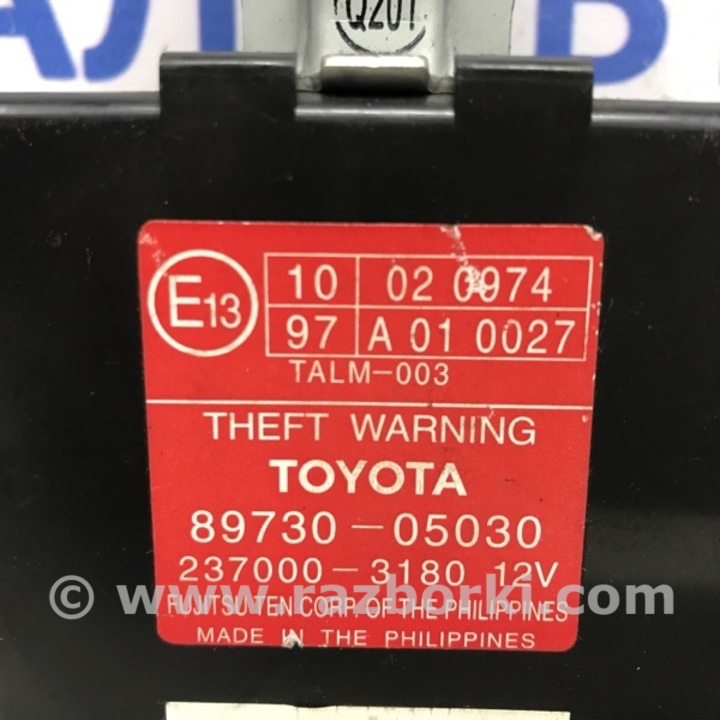 Q201
E13
10 02 0974
97 A 01 0027
TALM-003
THEFT WARNING
TOYOTA
89730-05030
237000-3180 12V
© www.razborki.com
FUJITSU TEN CORP. OF THE PHILIPPINES
MADE IN THE PHILIPPINES